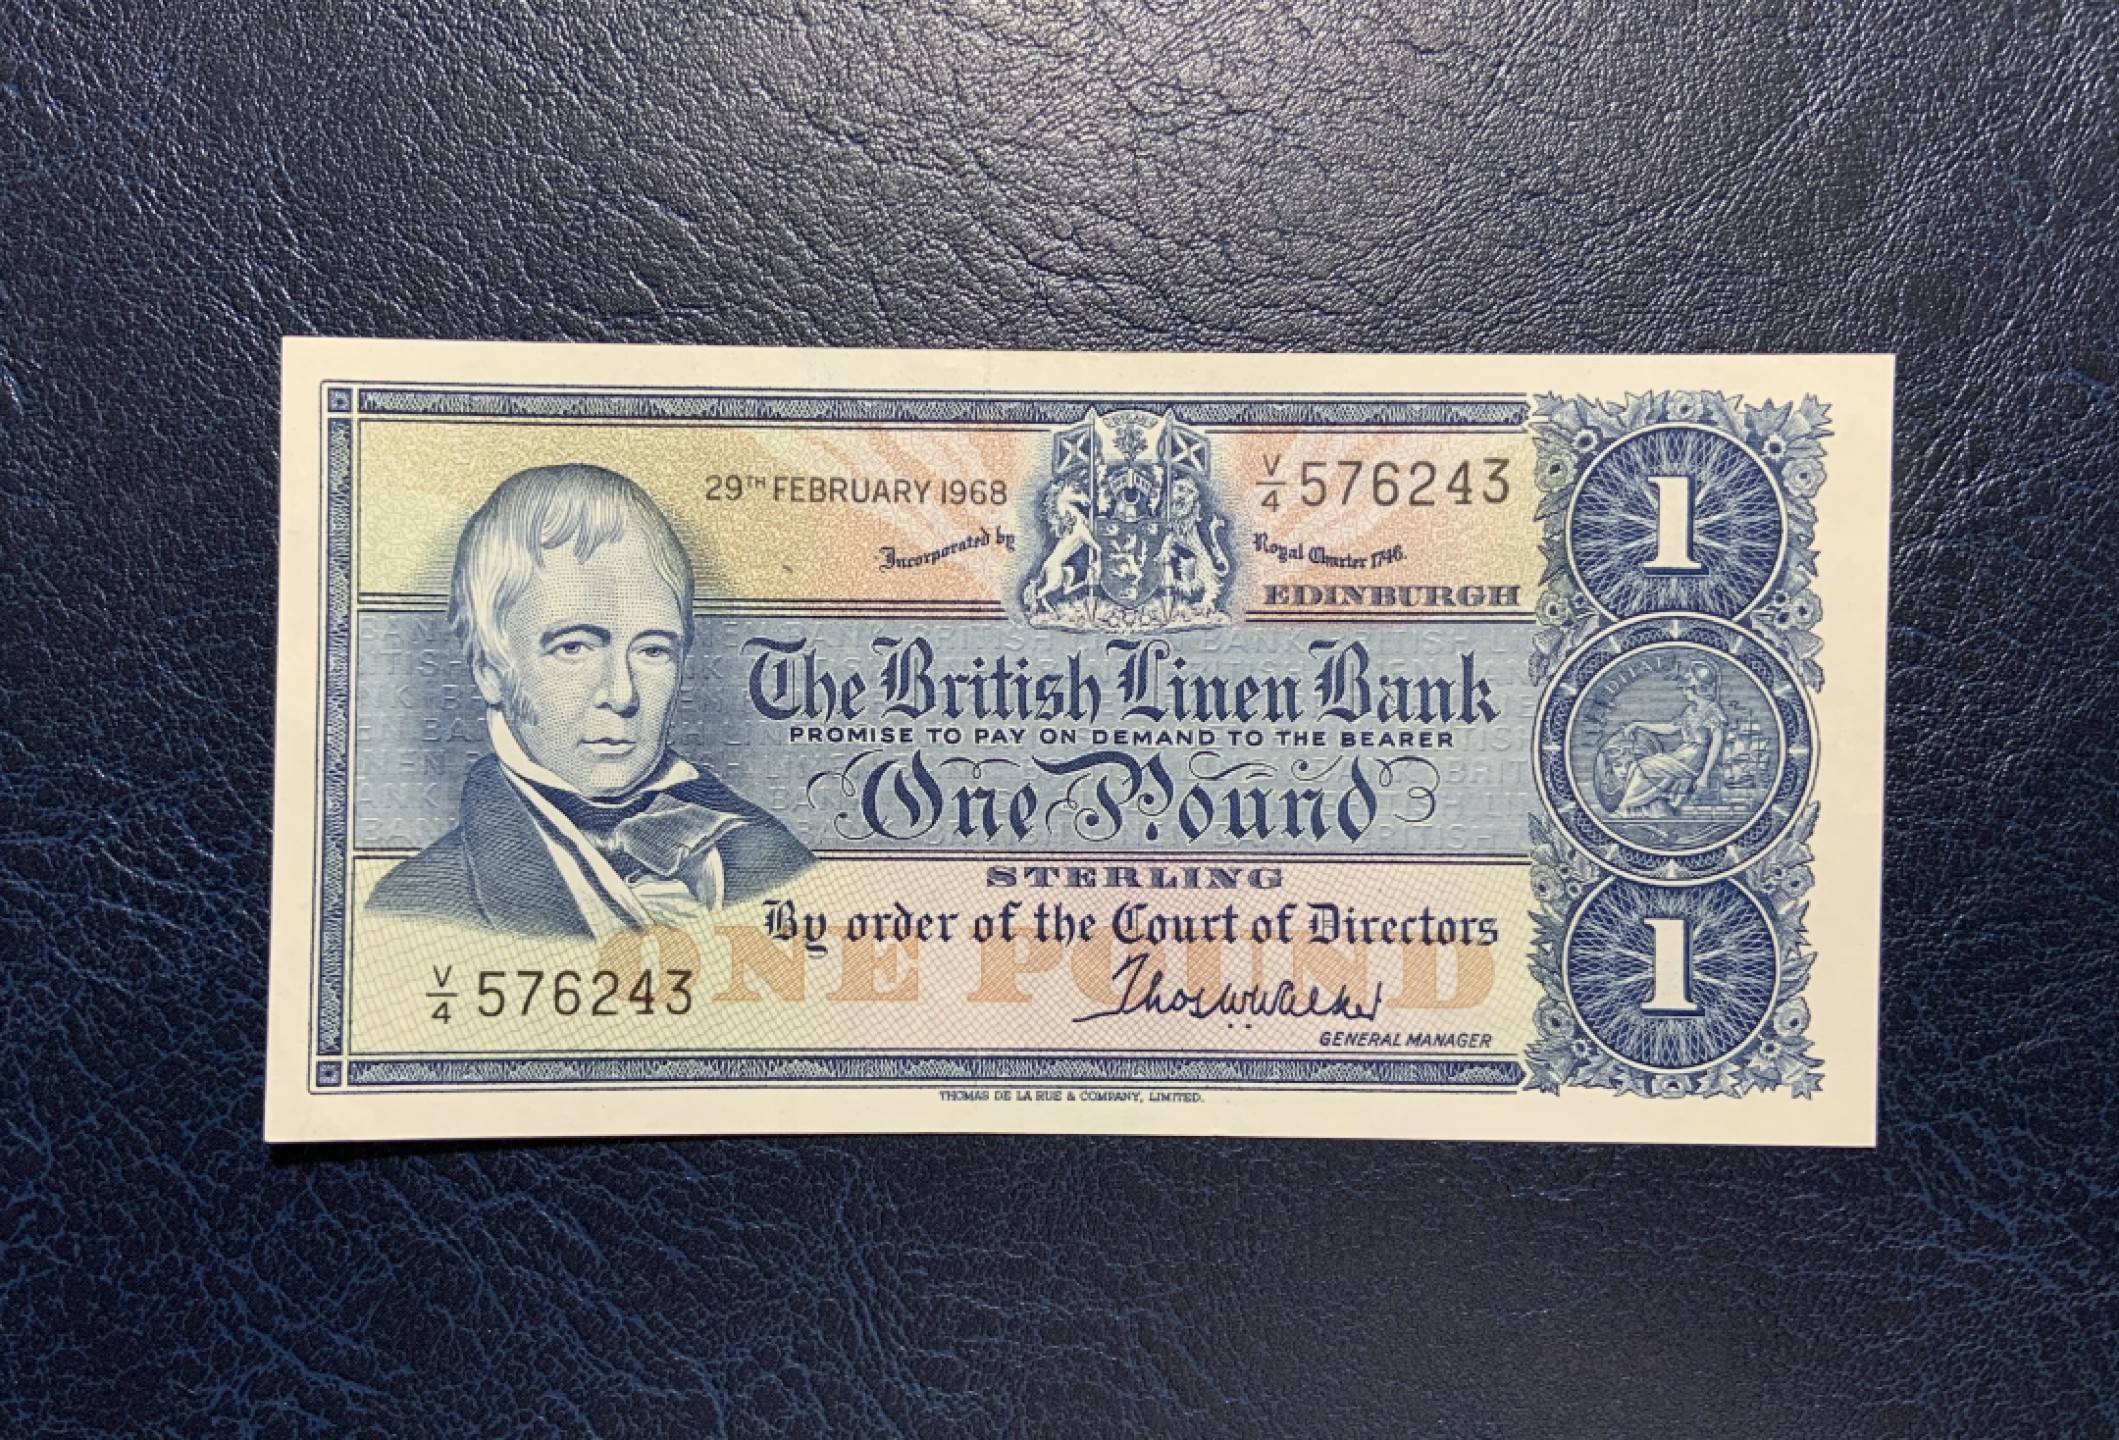 29TH FEBRUARY 1968
V/4 576243
Incorporated by Royal Charter 1746.
EDINBURGH
The British Linen Bank
PROMISE TO PAY ON DEMAND TO THE BEARER
One Pound
STERLING
By order of the Court of Directors
ONE POUND
V/4 576243
Thos W Walker
GENERAL MANAGER
THOMAS DE LA RUE & COMPANY, LIMITED.
1
1